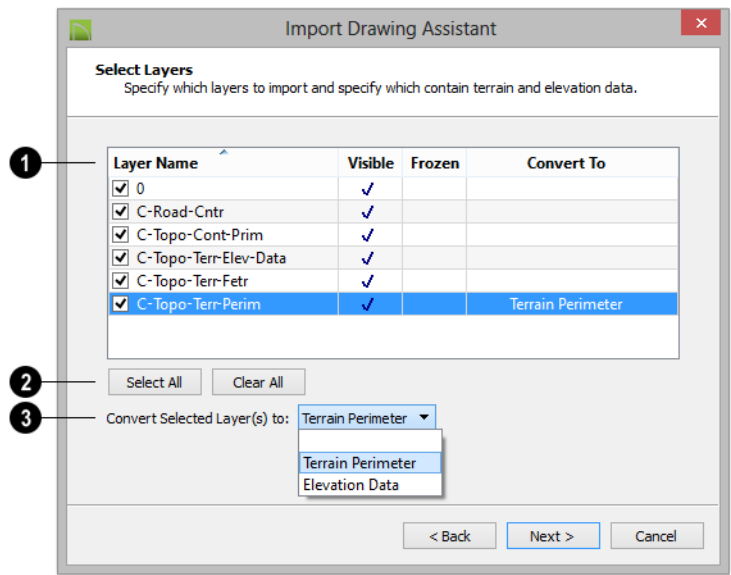 Import Drawing Assistant
Select Layers
Specify which layers to import and specify which contain terrain and elevation data.
1
Layer Name Visible Frozen Convert To
0
C-Road-Cntr
C-Topo-Cont-Prim
C-Topo-Terr-Elev-Data
C-Topo-Terr-Fetr
C-Topo-Terr-Perim Terrain Perimeter
2 Select All Clear All
3 Convert Selected Layer(s) to: Terrain Perimeter
Terrain Perimeter
Elevation Data
< Back Next > Cancel